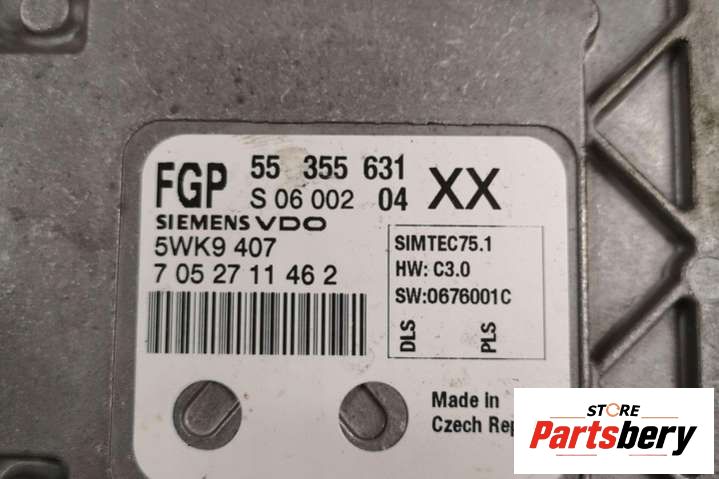 FGP 55 355 631 XX
S 06 002 04
SIEMENS VDO
5WK9 407
7 05 27 11 46 2
SIMTEC75.1
HW: C3.0
SW:0676001C
DLS PLS
Made in
Czech Rep
STORE
Partsbery